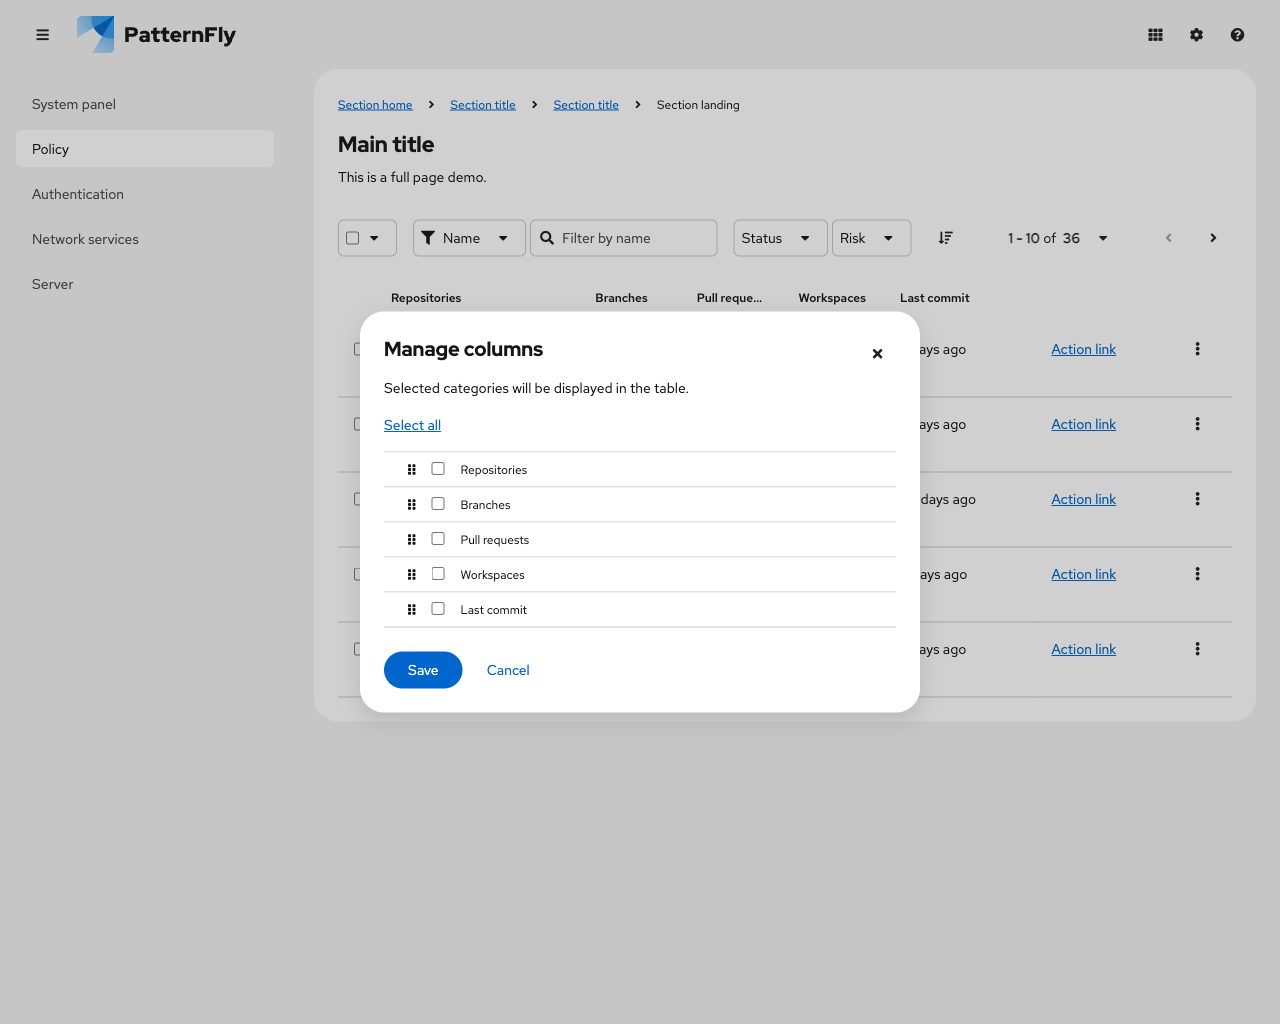 PatternFly
System panel
Policy
Authentication
Network services
Server
Section home Section title Section title Section landing
Main title
This is a full page demo.
Name Filter by name Status Risk 1 - 10 of 36
Repositories Branches Pull reque... Workspaces Last commit
ays ago Action link
ays ago Action link
days ago Action link
ays ago Action link
ays ago Action link
Manage columns
Selected categories will be displayed in the table.
Select all
Repositories
Branches
Pull requests
Workspaces
Last commit
Save Cancel